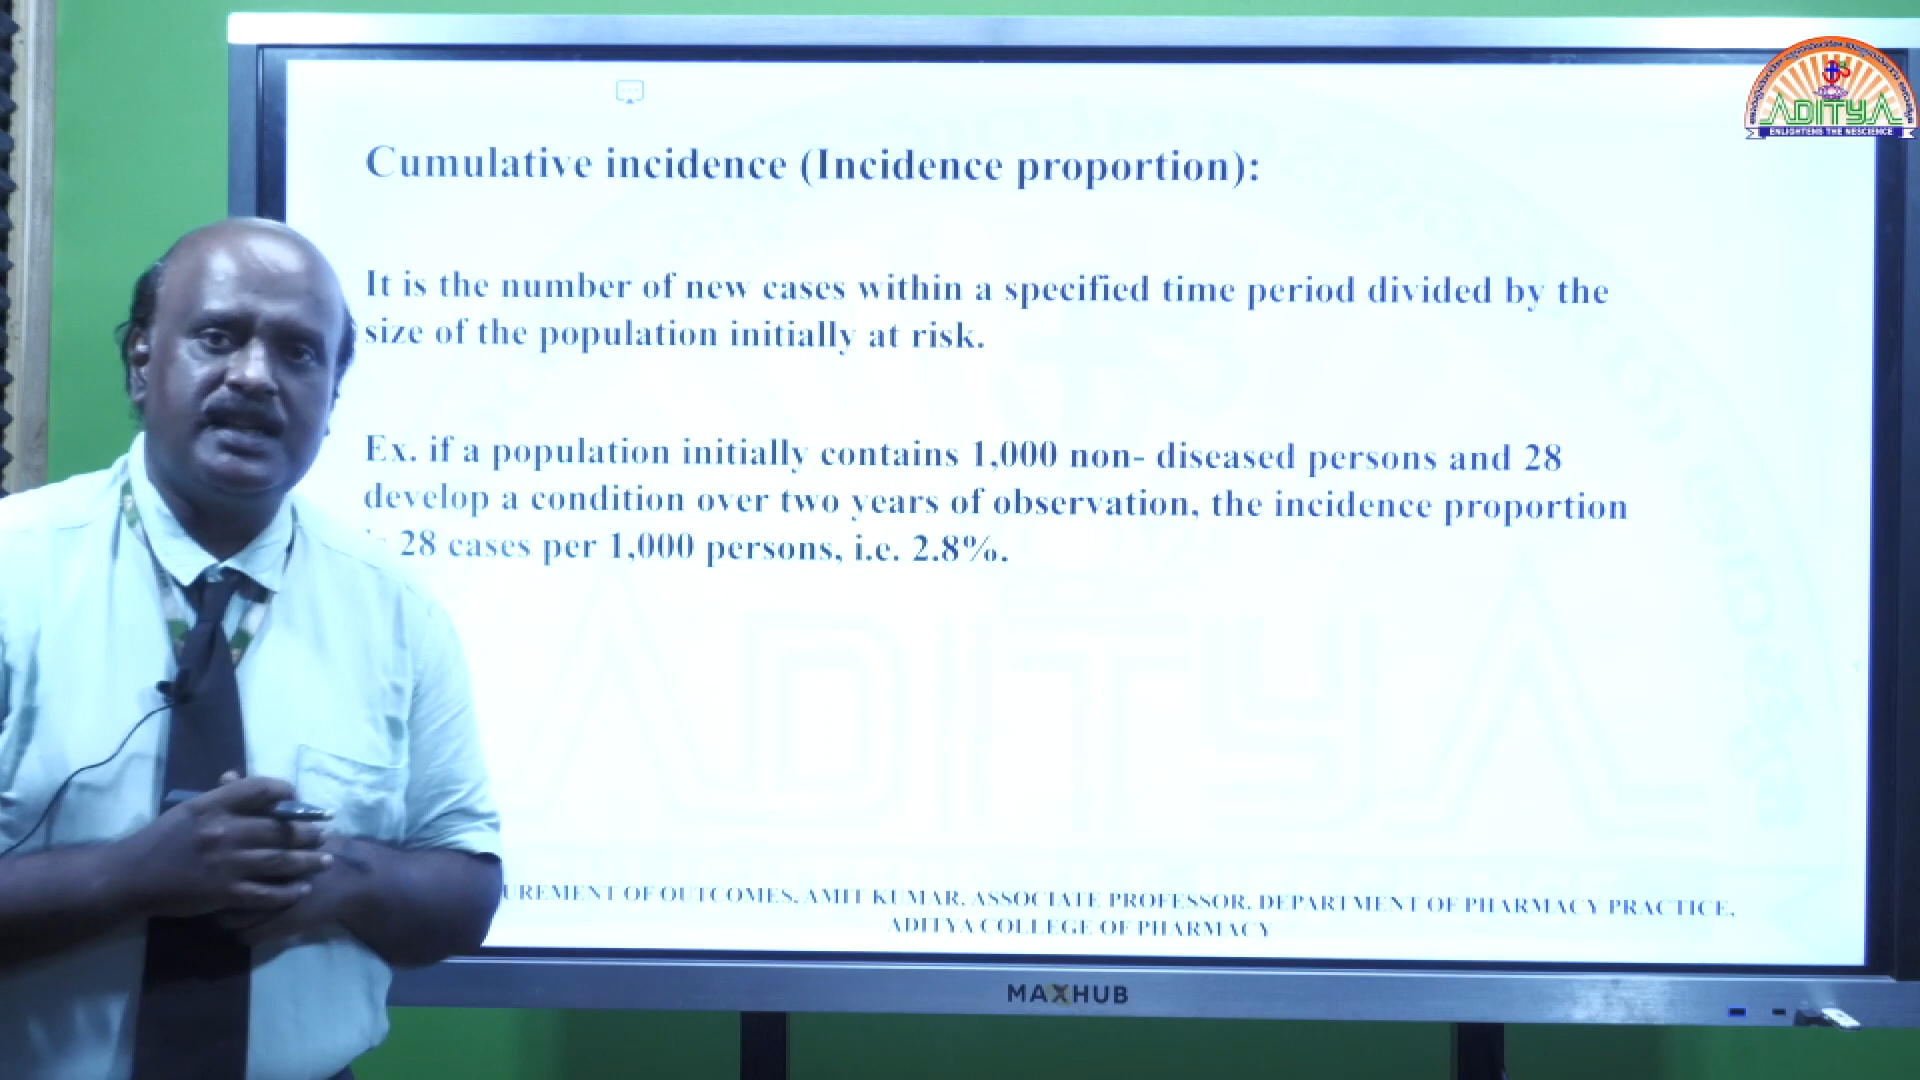 ADITYA
ENLIGHTENS THE NESCIENCE
Cumulative incidence (Incidence proportion):
It is the number of new cases within a specified time period divided by the
size of the population initially at risk.
Ex. if a population initially contains 1,000 non- diseased persons and 28
develop a condition over two years of observation, the incidence proportion
28 cases per 1,000 persons, i.e. 2.8%.
UREMENT OF OUTCOMES, AMIT KUMAR, ASSOCIATE PROFESSOR, DEPARTMENT OF PHARMACY PRACTICE,
ADITYA COLLEGE OF PHARMACY
MAXHUB